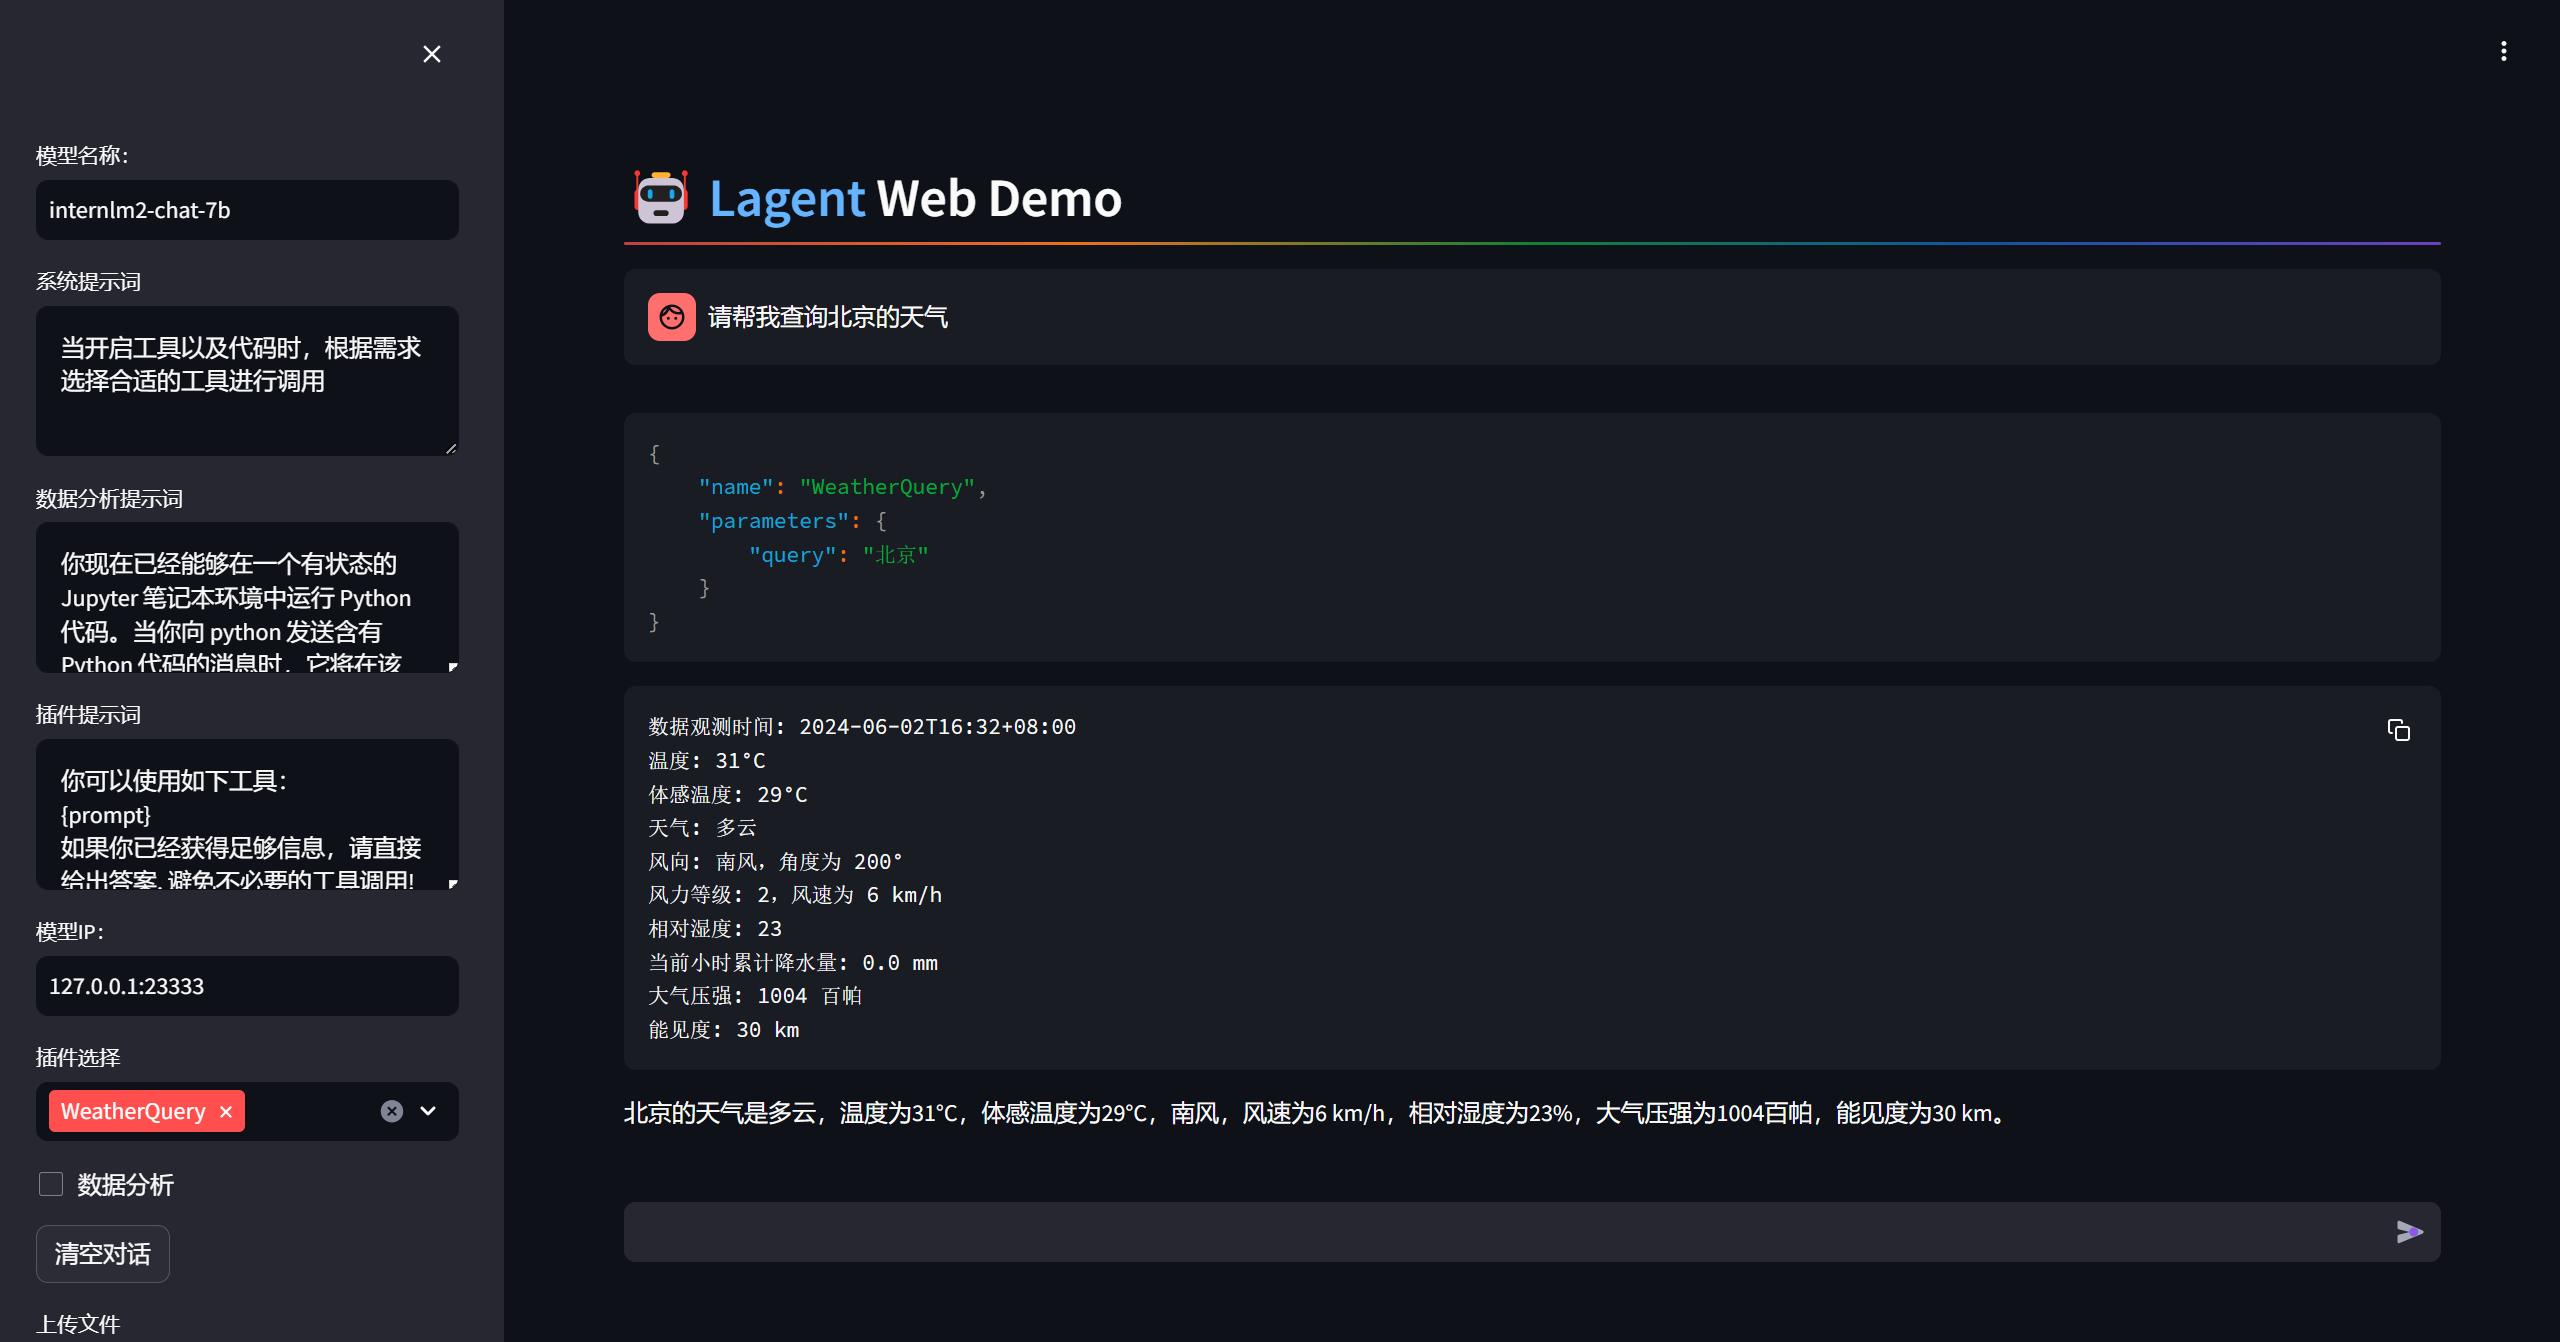 模型名称：
internlm2-chat-7b
系统提示词
当开启工具以及代码时，根据需求
选择合适的工具进行调用
数据分析提示词
你现在已经能够在一个有状态的
Jupyter 笔记本环境中运行 Python
代码。当你向 python 发送含有
Python 代码的消息时，它将在该
插件提示词
你可以使用如下工具：
{prompt}
如果你已经获得足够信息，请直接
给出答案. 避免不必要的工具调用!
模型IP：
127.0.0.1:23333
插件选择
WeatherQuery
数据分析
清空对话
上传文件
Lagent Web Demo
请帮我查询北京的天气
{
    "name": "WeatherQuery",
    "parameters": {
        "query": "北京"
    }
}
数据观测时间: 2024-06-02T16:32+08:00
温度: 31°C
体感温度: 29°C
天气: 多云
风向: 南风，角度为 200°
风力等级: 2，风速为 6 km/h
相对湿度: 23
当前小时累计降水量: 0.0 mm
大气压强: 1004 百帕
能见度: 30 km
北京的天气是多云，温度为31°C，体感温度为29°C，南风，风速为6 km/h，相对湿度为23%，大气压强为1004百帕，能见度为30 km。